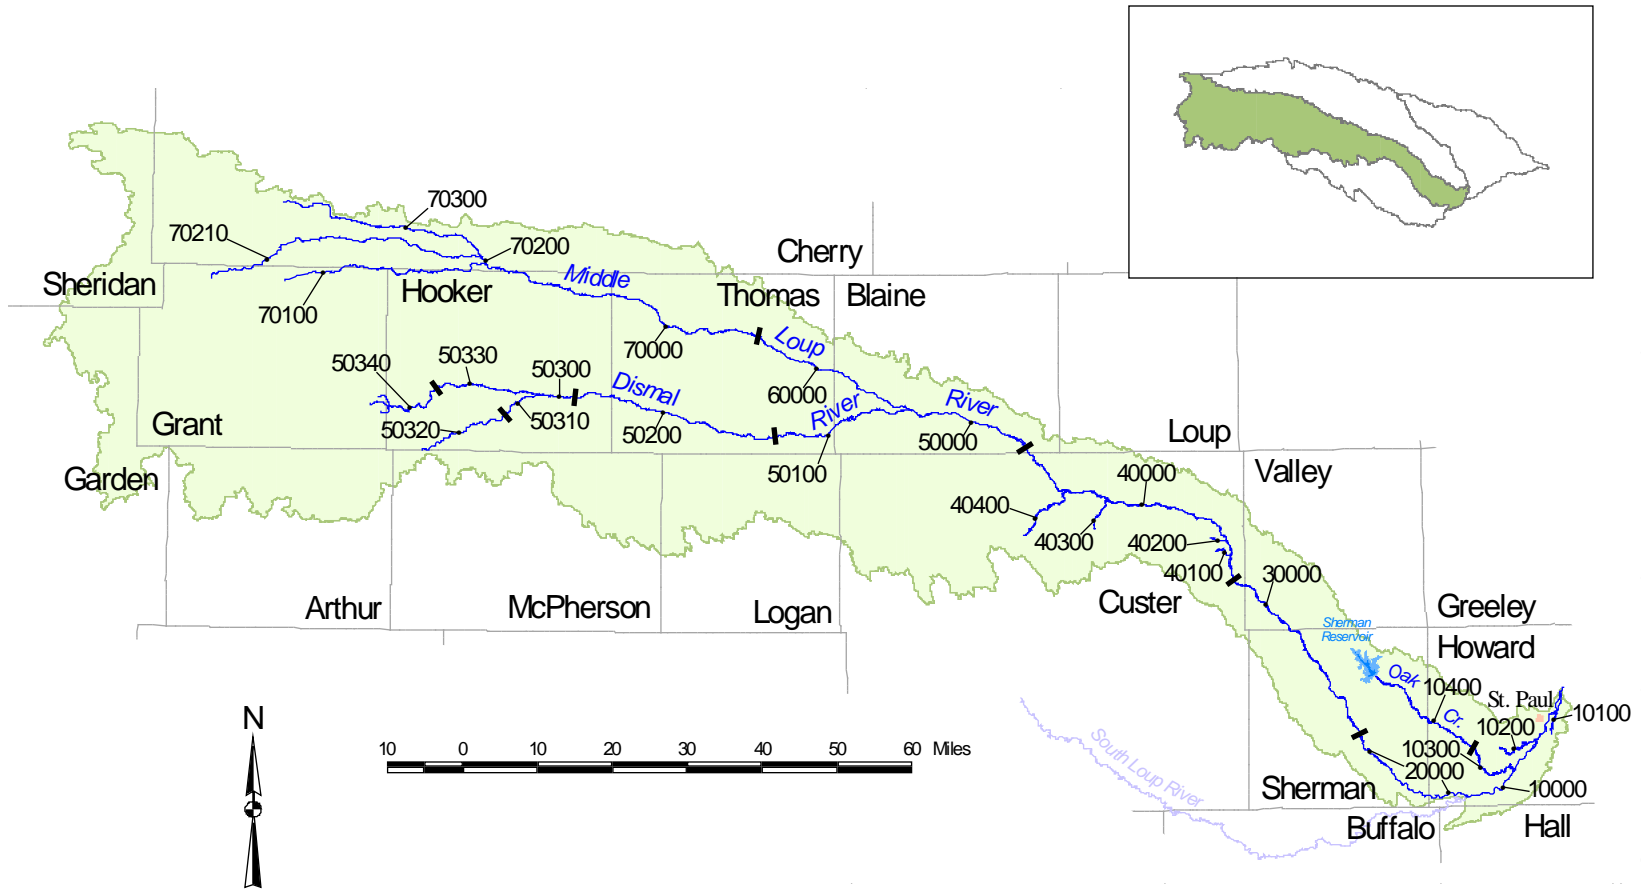 70300
70210
70200
Cherry
Sheridan
Hooker
Middle
Thomas
Blaine
70100
70000
Loup
50340
50330
50300
Dismal
60000
River
River
Grant
50320
50310
50200
50000
Loup
50100
Garden
40000
Valley
40400
40300
40200
40100
30000
Arthur
McPherson
Logan
Custer
Greeley
Sherman
Reservoir
Howard
Oak
10400
St. Paul
Cr.
10200
10100
10300
20000
South Loup River
Sherman
10000
Buffalo
Hall
N
10 0 10 20 30 40 50 60 Miles